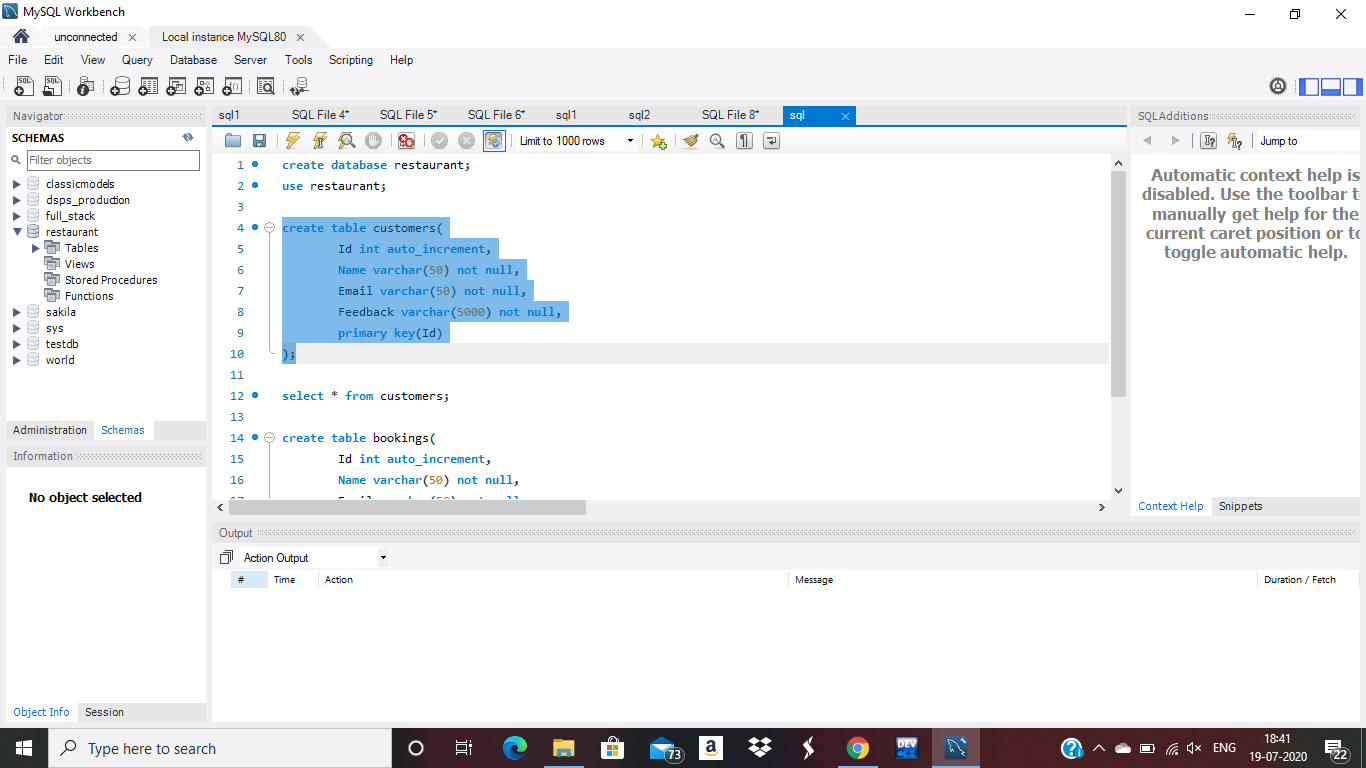 MySQL Workbench
unconnected
Local instance MySQL80
File Edit View Query Database Server Tools Scripting Help
Navigator
SCHEMAS
Filter objects
classicmodels
dsps_production
full_stack
restaurant
Tables
Views
Stored Procedures
Functions
sakila
sys
testdb
world
Administration Schemas
Information
No object selected
Object Info Session
sql1 SQL File 4* SQL File 5* SQL File 6* sql1 sql2 SQL File 8* sql
Limit to 1000 rows
1 create database restaurant;
2 use restaurant;
3
4 create table customers(
5 Id int auto_increment,
6 Name varchar(50) not null,
7 Email varchar(50) not null,
8 Feedback varchar(5000) not null,
9 primary key(Id)
10 );
11
12 select * from customers;
13
14 create table bookings(
15 Id int auto_increment,
16 Name varchar(50) not null,
Output
Action Output
# Time Action Message Duration / Fetch
SQLAdditions
Jump to
Automatic context help is
disabled. Use the toolbar t
manually get help for the
current caret position or to
toggle automatic help.
Context Help Snippets
Type here to search
73
DEV
C++
ENG
18:41
19-07-2020
22